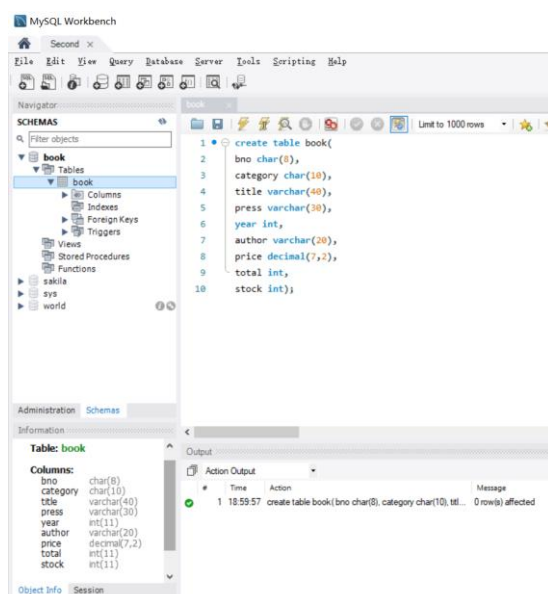 MySQL Workbench
Second ×
File Edit View Query Database Server Tools Scripting Help
Navigator
SCHEMAS
Filter objects
book
Tables
book
Columns
Indexes
Foreign Keys
Triggers
Views
Stored Procedures
Functions
sakila
sys
world
Administration Schemas
Information
Table: book
Columns:
bno char(8)
category char(10)
title varchar(40)
press varchar(30)
year int(11)
author varchar(20)
price decimal(7,2)
total int(11)
stock int(11)
Object Info Session
book ×
Limit to 1000 rows
1 create table book(
2 bno char(8),
3 category char(10),
4 title varchar(40),
5 press varchar(30),
6 year int,
7 author varchar(20),
8 price decimal(7,2),
9 total int,
10 stock int);
Output
Action Output
# Time Action Message
1 18:59:57 create table book( bno char(8), category char(10), titl... 0 row(s) affected